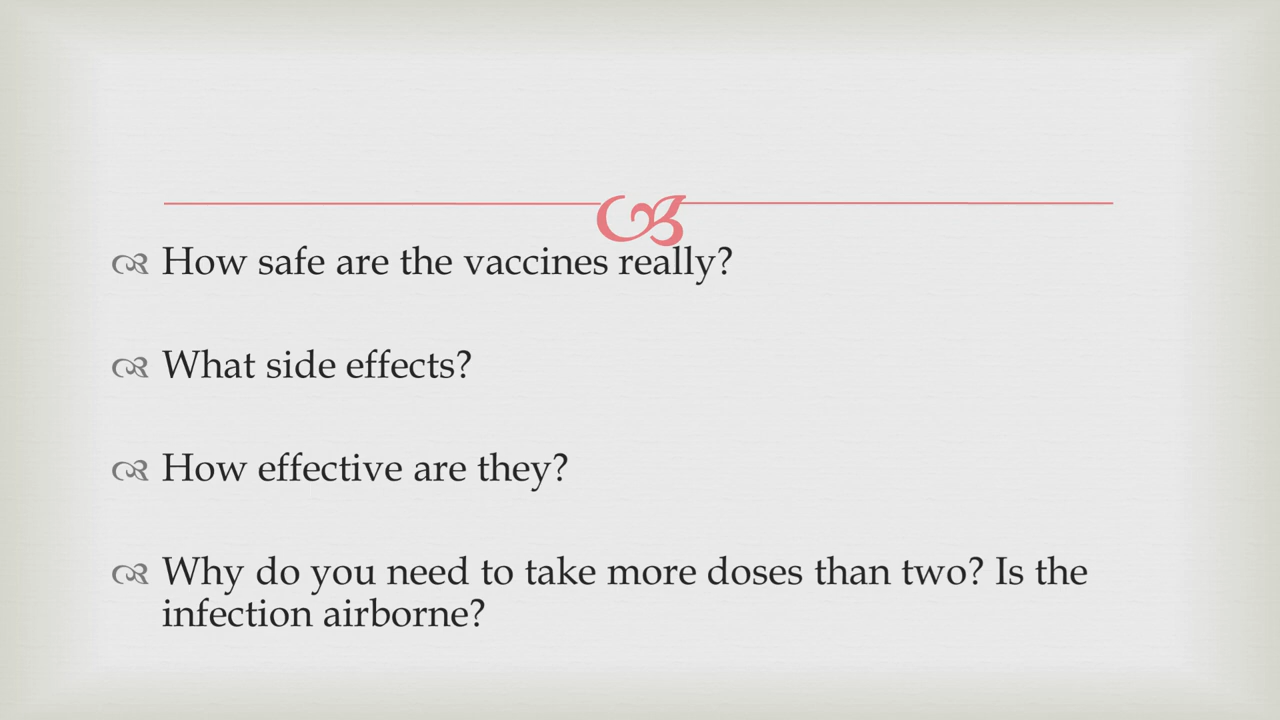 How safe are the vaccines really?
What side effects?
How effective are they?
Why do you need to take more doses than two? Is the
infection airborne?